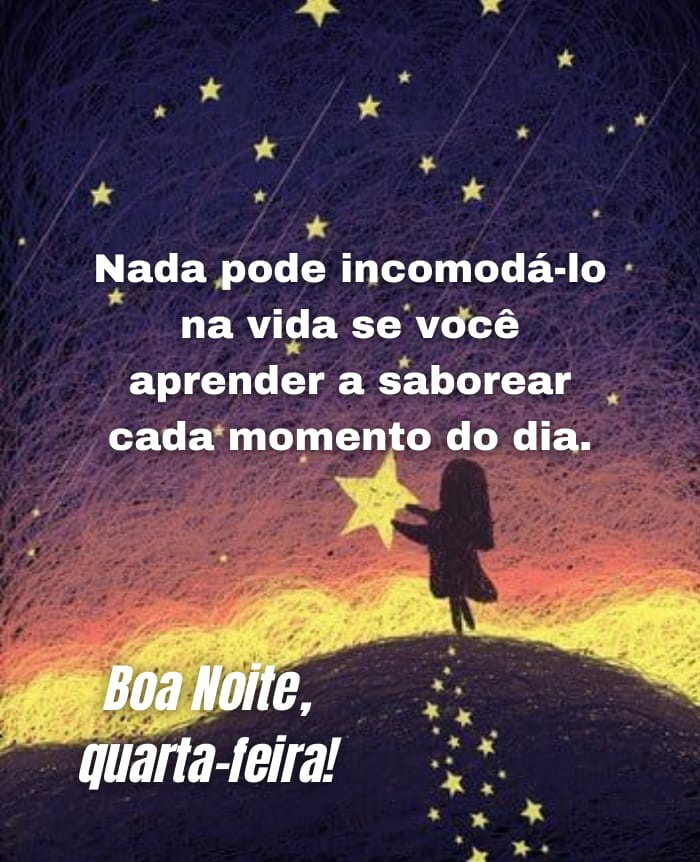 Nada pode incomodá-lo
na vida se você
aprender a saborear
cada momento do dia.
Boa Noite,
quarta-feira!